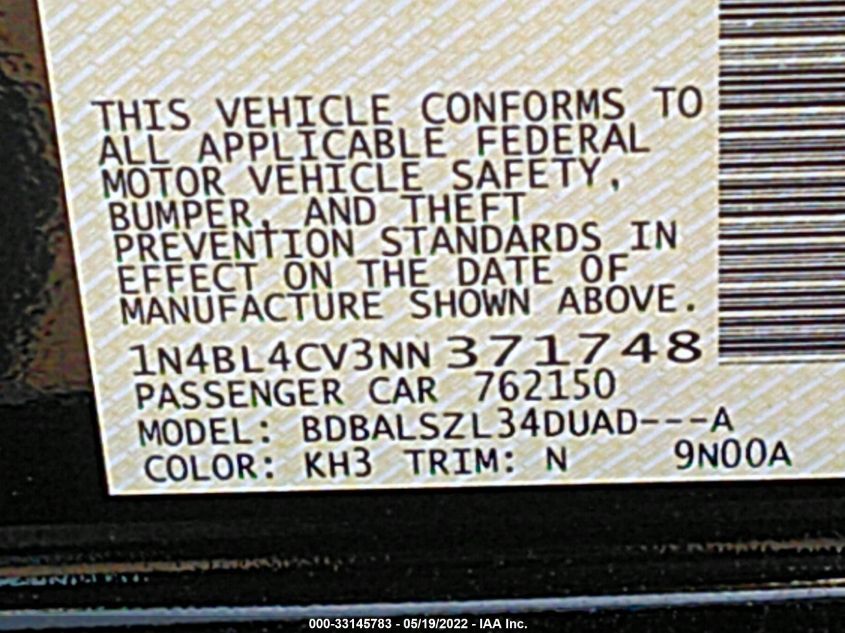 THIS VEHICLE CONFORMS TO
ALL APPLICABLE FEDERAL
MOTOR VEHICLE SAFETY,
BUMPER, AND THEFT
PREVENTION STANDARDS IN
EFFECT ON THE DATE OF
MANUFACTURE SHOWN ABOVE.
1N4BL4CV3NN 371748
PASSENGER CAR 762150
MODEL: BDBALSZL34DUAD---A
COLOR: KH3 TRIM: N 9N00A
000-33145783 - 05/19/2022 - IAA Inc.